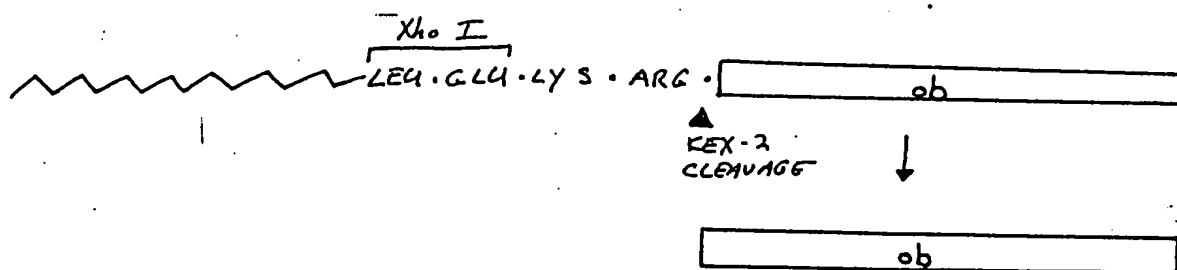 Xho I
LEU · GLU · LYS · ARG · ob
KEX-2
CLEAVAGE
ob